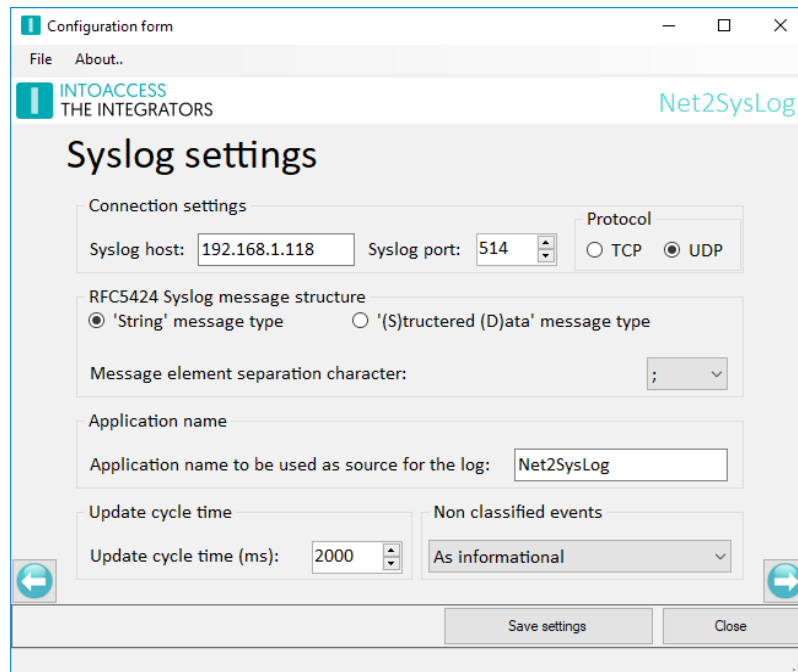 Configuration form
File About..
INTOACCESS
THE INTEGRATORS
Net2SysLog
Syslog settings
Connection settings
Protocol
Syslog host: 192.168.1.118 Syslog port: 514 TCP UDP
RFC5424 Syslog message structure
'String' message type '(S)tructured (D)ata' message type
Message element separation character: ;
Application name
Application name to be used as source for the log: Net2SysLog
Update cycle time Non classified events
Update cycle time (ms): 2000 As informational
Save settings Close